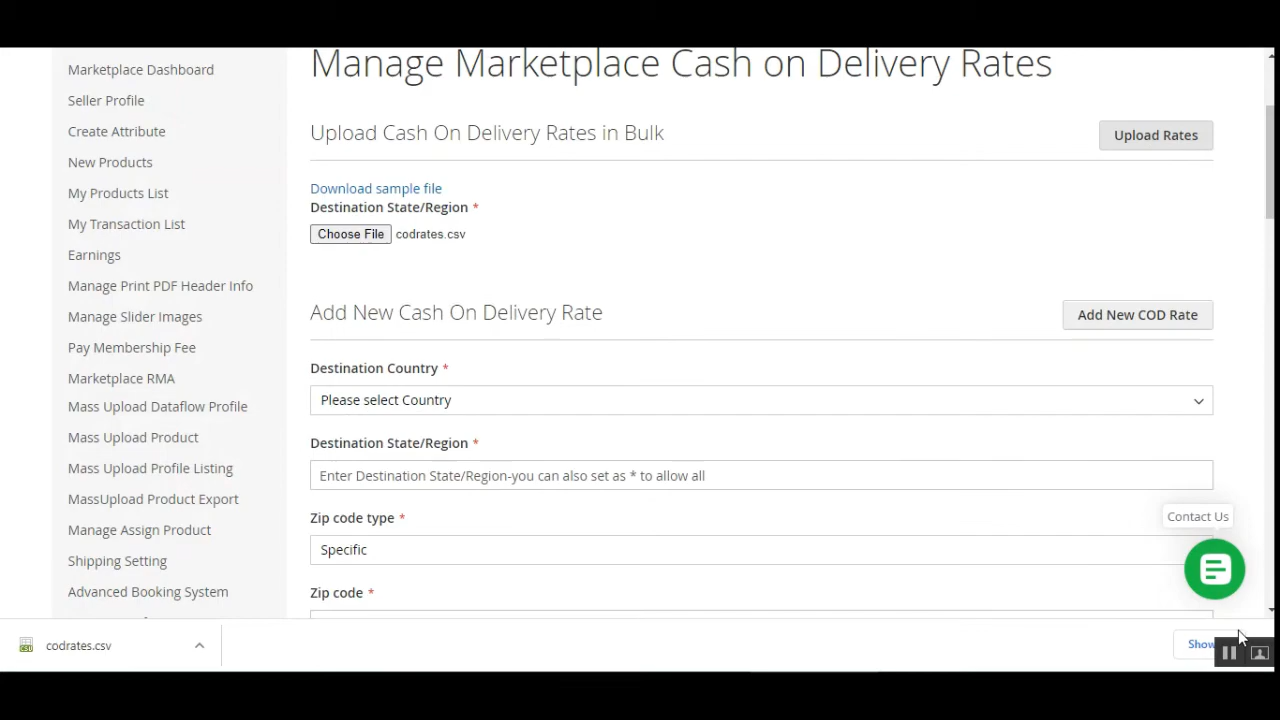 Manage Marketplace Cash on Delivery Rates
Marketplace Dashboard
Seller Profile
Create Attribute
New Products
My Products List
My Transaction List
Earnings
Manage Print PDF Header Info
Manage Slider Images
Pay Membership Fee
Marketplace RMA
Mass Upload Dataflow Profile
Mass Upload Product
Mass Upload Profile Listing
MassUpload Product Export
Manage Assign Product
Shipping Setting
Advanced Booking System
Upload Cash On Delivery Rates in Bulk
Upload Rates
Download sample file
Destination State/Region *
Choose File codrates.csv
Add New Cash On Delivery Rate
Add New COD Rate
Destination Country *
Please select Country
Destination State/Region *
Enter Destination State/Region-you can also set as * to allow all
Zip code type *
Specific
Zip code *
Contact Us
codrates.csv
Show